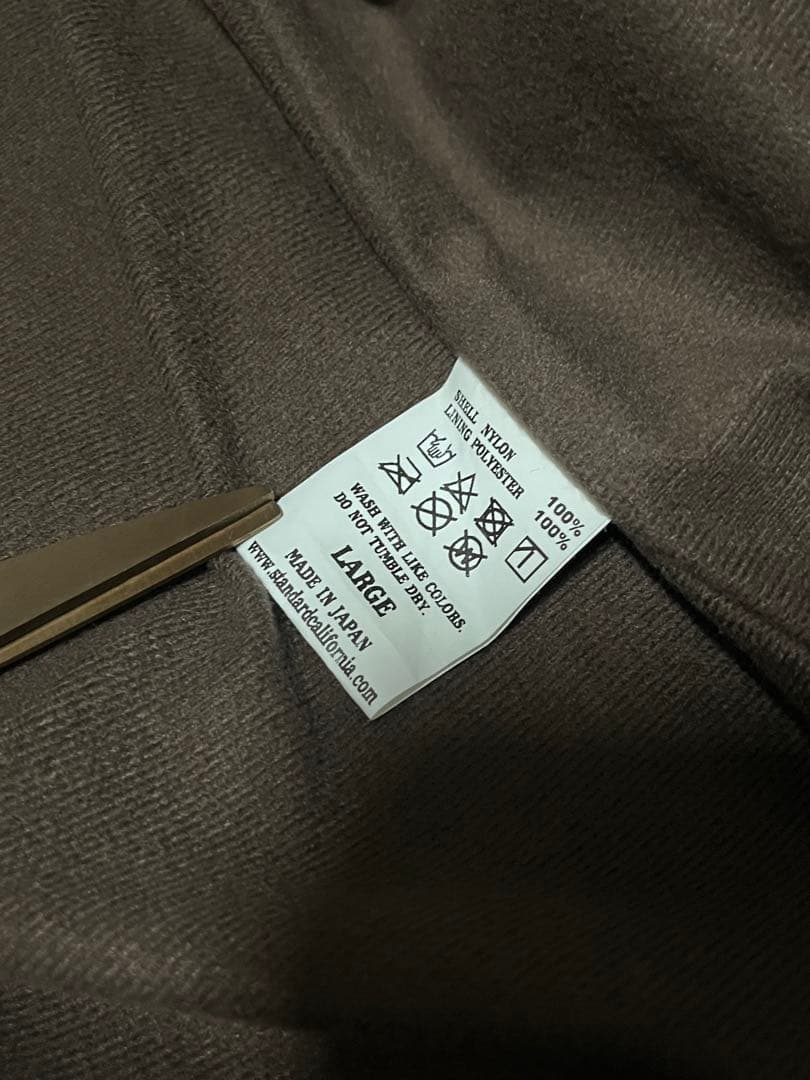 SHELL NYLON 100%
LINING POLYESTER 100%
WASH WITH LIKE COLORS.
DO NOT TUMBLE DRY.
LARGE
MADE IN JAPAN
www.standardcalifornia.com